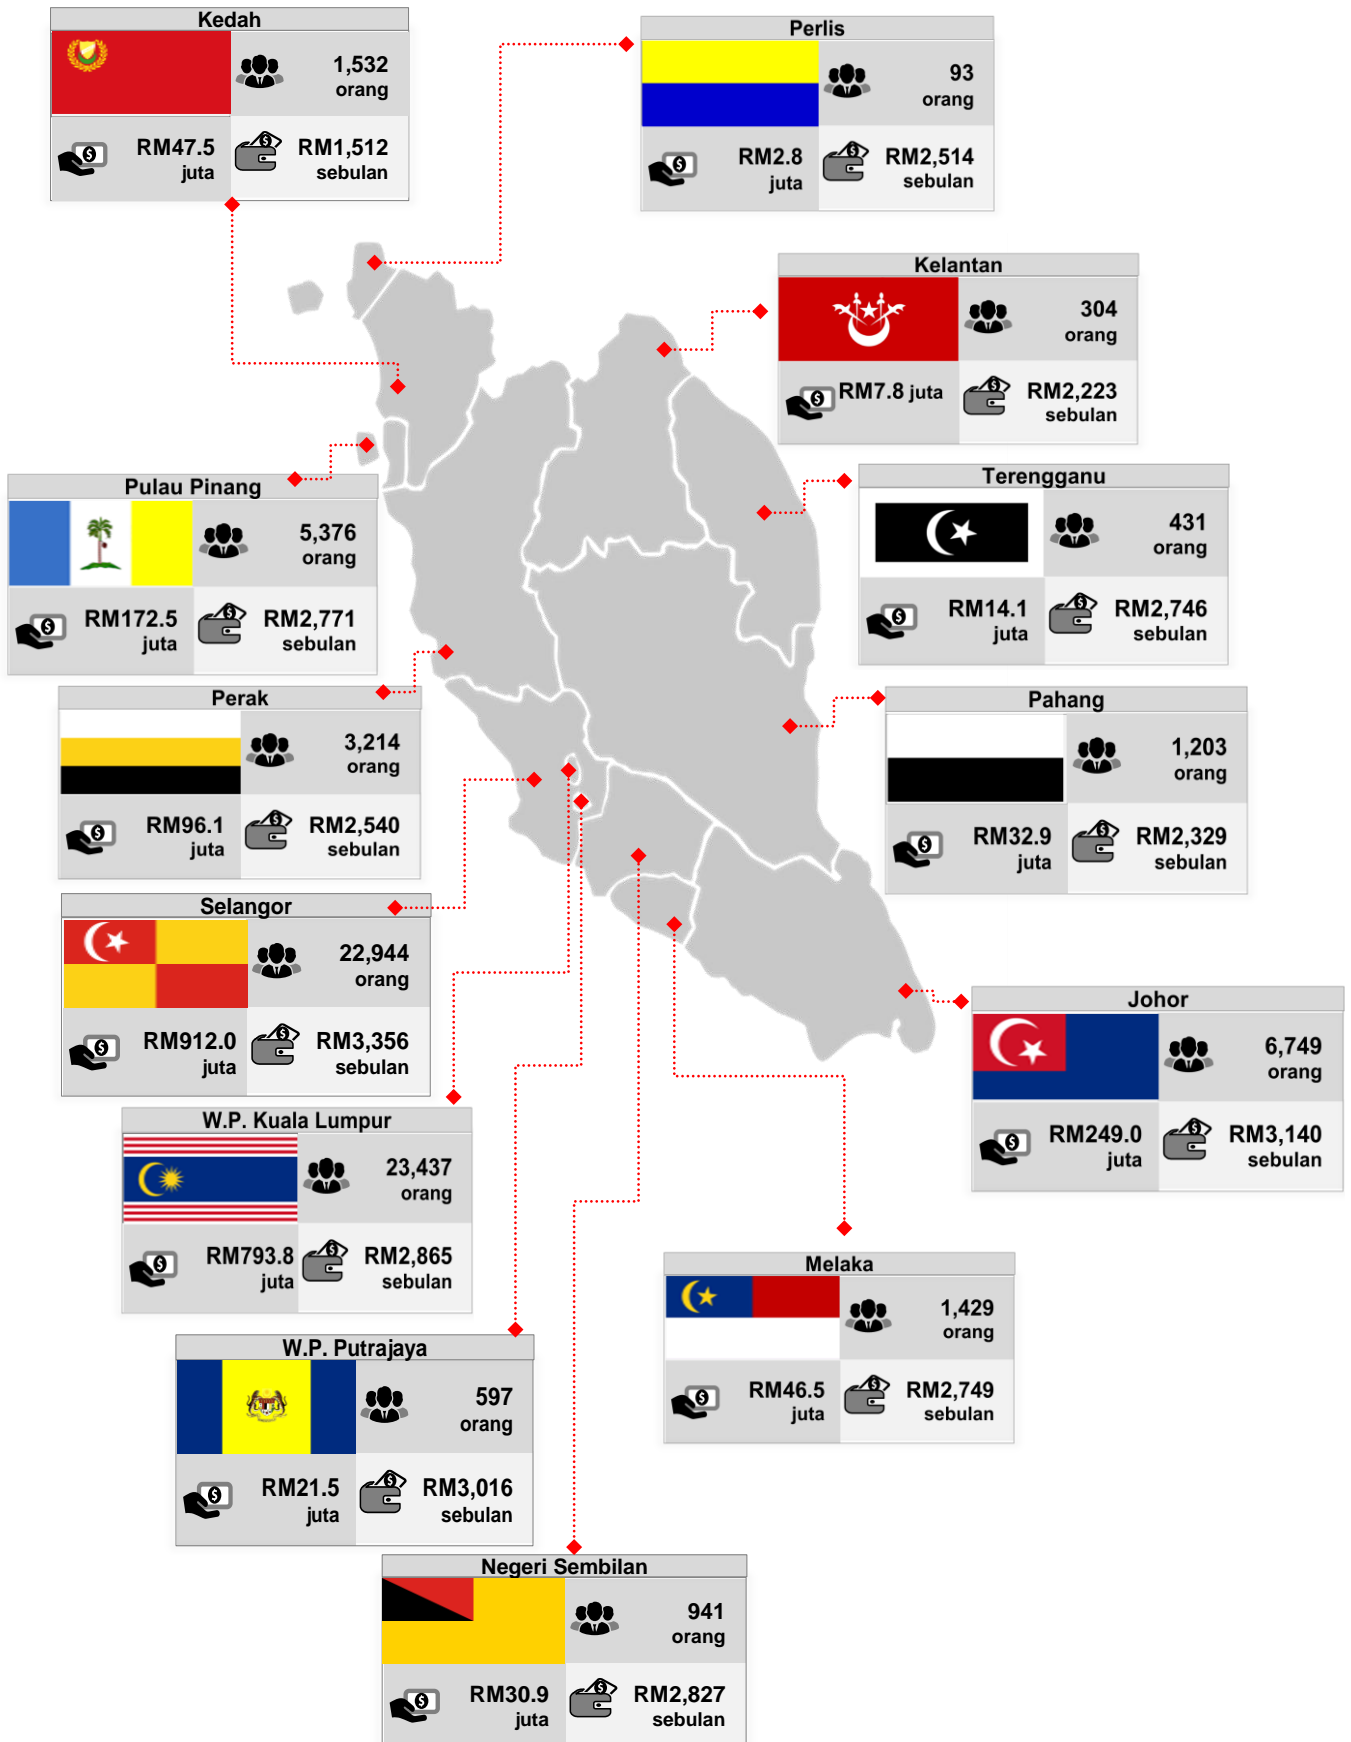 Kedah
1,532
orang
RM47.5
juta
RM1,512
sebulan
Perlis
93
orang
RM2.8
juta
RM2,514
sebulan
Kelantan
304
orang
RM7.8 juta
RM2,223
sebulan
Pulau Pinang
5,376
orang
RM172.5
juta
RM2,771
sebulan
Terengganu
431
orang
RM14.1
juta
RM2,746
sebulan
Perak
3,214
orang
RM96.1
juta
RM2,540
sebulan
Pahang
1,203
orang
RM32.9
juta
RM2,329
sebulan
Selangor
22,944
orang
RM912.0
juta
RM3,356
sebulan
Johor
6,749
orang
RM249.0
juta
RM3,140
sebulan
W.P. Kuala Lumpur
23,437
orang
RM793.8
juta
RM2,865
sebulan
Melaka
1,429
orang
RM46.5
juta
RM2,749
sebulan
W.P. Putrajaya
597
orang
RM21.5
juta
RM3,016
sebulan
Negeri Sembilan
941
orang
RM30.9
juta
RM2,827
sebulan